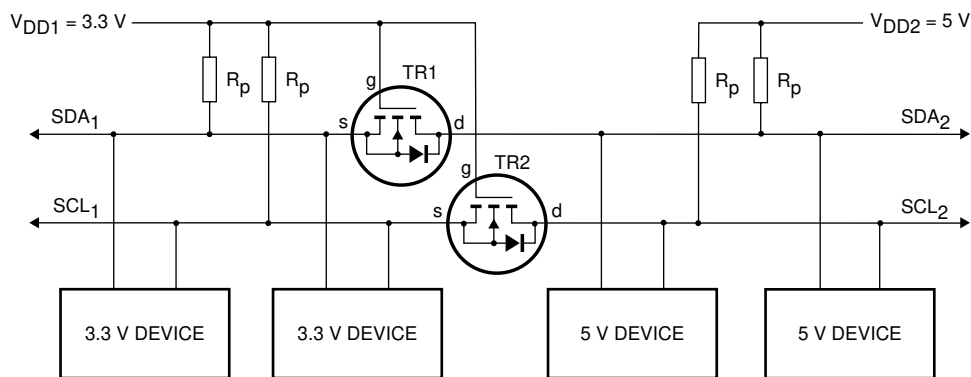 VDD1 = 3.3 V
VDD2 = 5 V
Rp
Rp
g
TR1
Rp
Rp
SDA1
s
d
SDA2
g
TR2
SCL1
s
d
SCL2
3.3 V DEVICE
3.3 V DEVICE
5 V DEVICE
5 V DEVICE